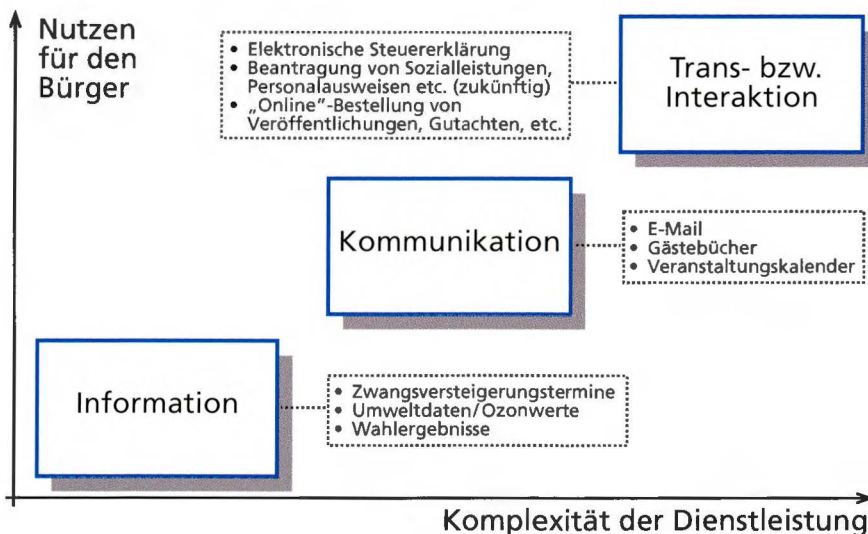 Nutzen
für den
Bürger
• Elektronische Steuererklärung
• Beantragung von Sozialleistungen,
Personalausweisen etc. (zukünftig)
• „Online"-Bestellung von
Veröffentlichungen, Gutachten, etc.
Trans- bzw.
Interaktion
Kommunikation
• E-Mail
• Gästebücher
• Veranstaltungskalender
Information
• Zwangsversteigerungstermine
• Umweltdaten/Ozonwerte
• Wahlergebnisse
Komplexität der Dienstleistung